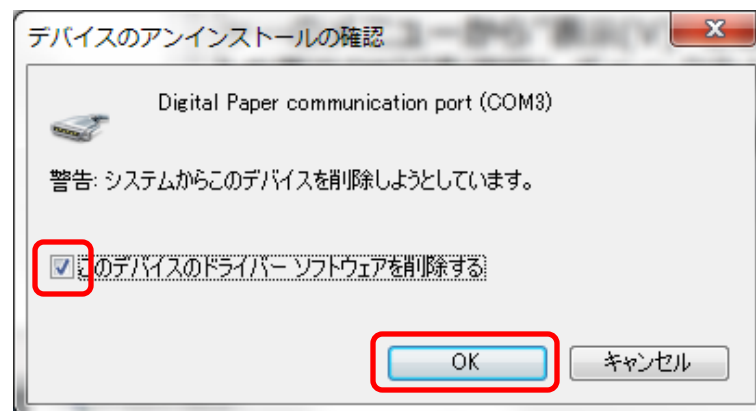 デバイスのアンインストールの確認
Digital Paper communication port (COM3)
警告: システムからこのデバイスを削除しようとしています。
このデバイスのドライバー ソフトウェアを削除する
OK
キャンセル